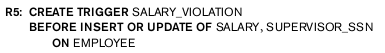 R5: CREATE TRIGGER SALARY_VIOLATION
BEFORE INSERT OR UPDATE OF SALARY, SUPERVISOR_SSN
ON EMPLOYEE